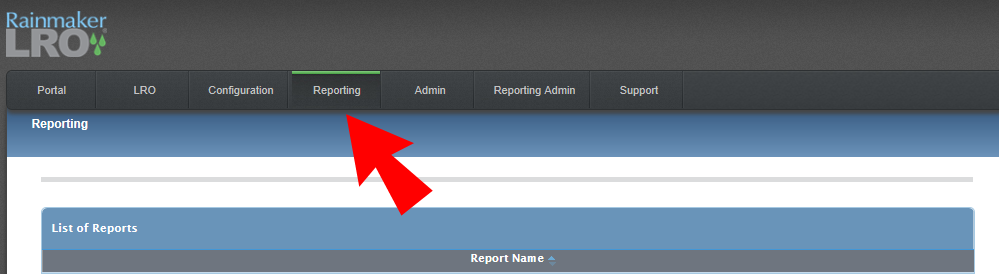 Rainmaker
LRO
Portal LRO Configuration Reporting Admin Reporting Admin Support
Reporting
List of Reports
Report Name